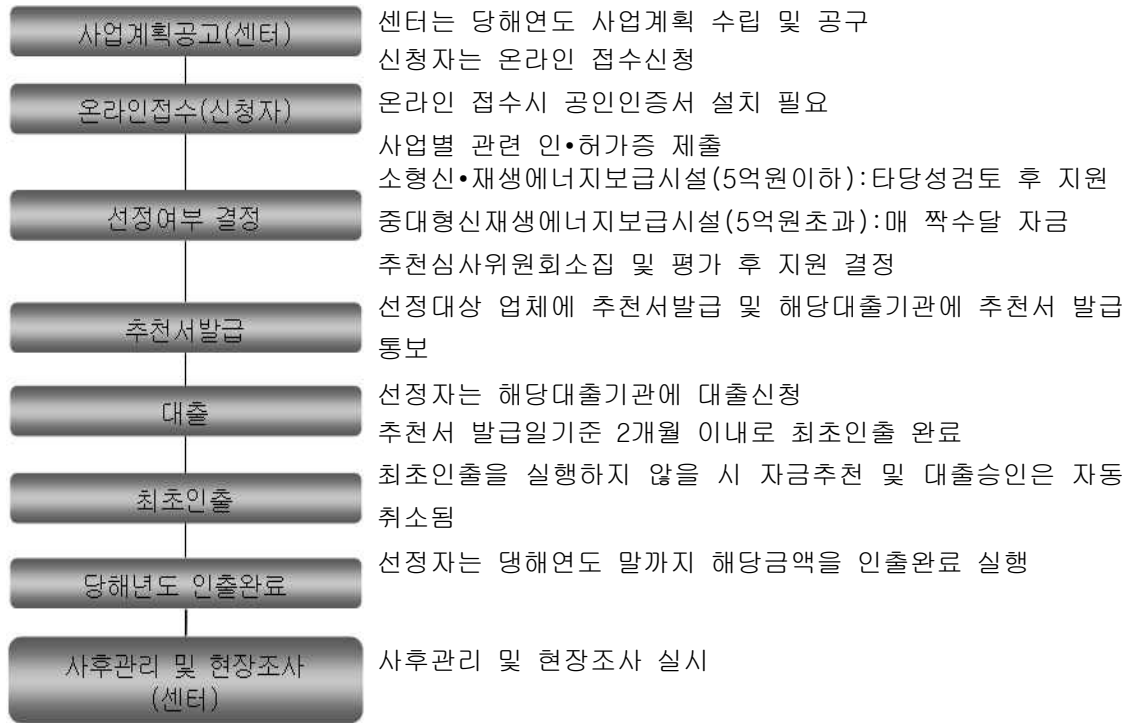 사업계획공고(센터)
센터는 당해연도 사업계획 수립 및 공구
신청자는 온라인 접수신청
온라인접수(신청자)
온라인 접수시 공인인증서 설치 필요
사업별 관련 인•허가증 제출
소형신•재생에너지보급시설(5억원이하):타당성검토 후 지원
선정여부 결정
중대형신재생에너지보급시설(5억원초과):매 짝수달 자금
추천심사위원회소집 및 평가 후 지원 결정
추천서발급
선정대상 업체에 추천서발급 및 해당대출기관에 추천서 발급
통보
대출
선정자는 해당대출기관에 대출신청
추천서 발급일기준 2개월 이내로 최초인출 완료
최초인출
최초인출을 실행하지 않을 시 자금추천 및 대출승인은 자동
취소됨
당해년도 인출완료
선정자는 댕해연도 말까지 해당금액을 인출완료 실행
사후관리 및 현장조사
(센터)
사후관리 및 현장조사 실시